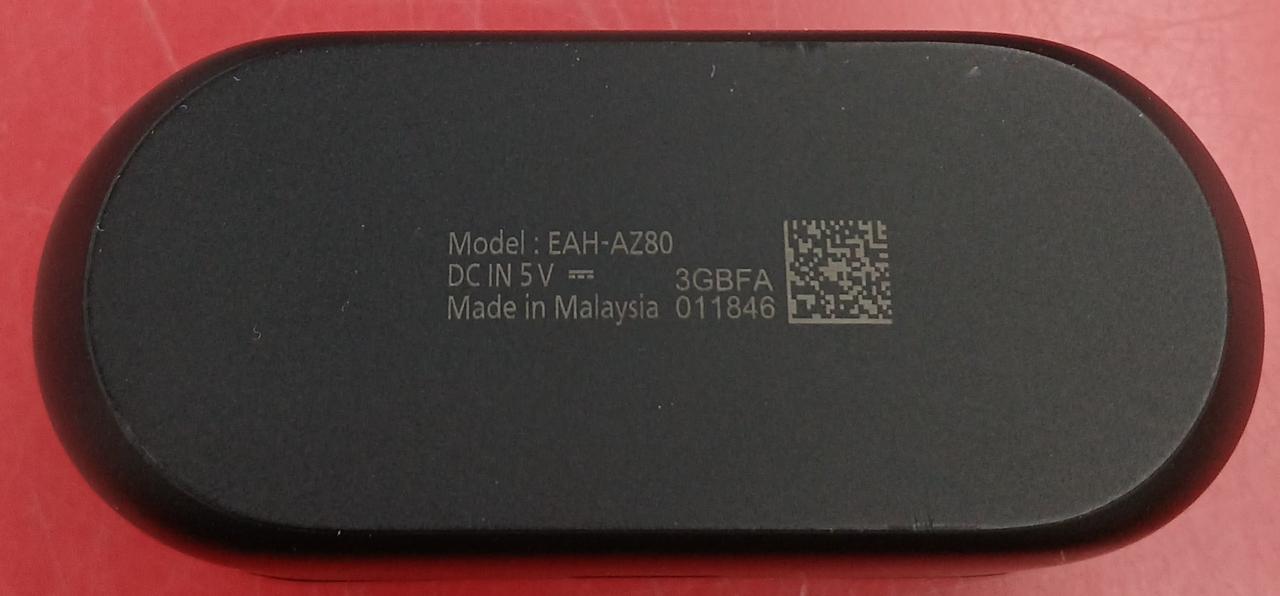 Model : EAH-AZ80
DC IN 5 V ⎓
Made in Malaysia
3GBFA
011846